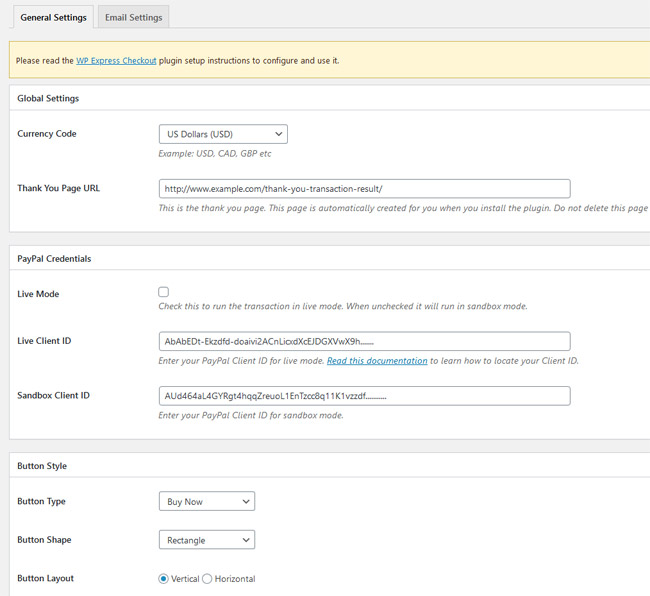 General Settings Email Settings
Please read the WP Express Checkout plugin setup instructions to configure and use it.
Global Settings
Currency Code US Dollars (USD)
Example: USD, CAD, GBP etc
Thank You Page URL http://www.example.com/thank-you-transaction-result/
This is the thank you page. This page is automatically created for you when you install the plugin. Do not delete this page
PayPal Credentials
Live Mode
Check this to run the transaction in live mode. When unchecked it will run in sandbox mode.
Live Client ID AbAbEDt-Ekzdfd-doaivi2ACnLicxdXcEJDGXVwX9h.......
Enter your PayPal Client ID for live mode. Read this documentation to learn how to locate your Client ID.
Sandbox Client ID AUd464aL4GYRgt4hqqZreuoL1EnTzcc8q11K1vzzdf...........
Enter your PayPal Client ID for sandbox mode.
Button Style
Button Type Buy Now
Button Shape Rectangle
Button Layout Vertical Horizontal